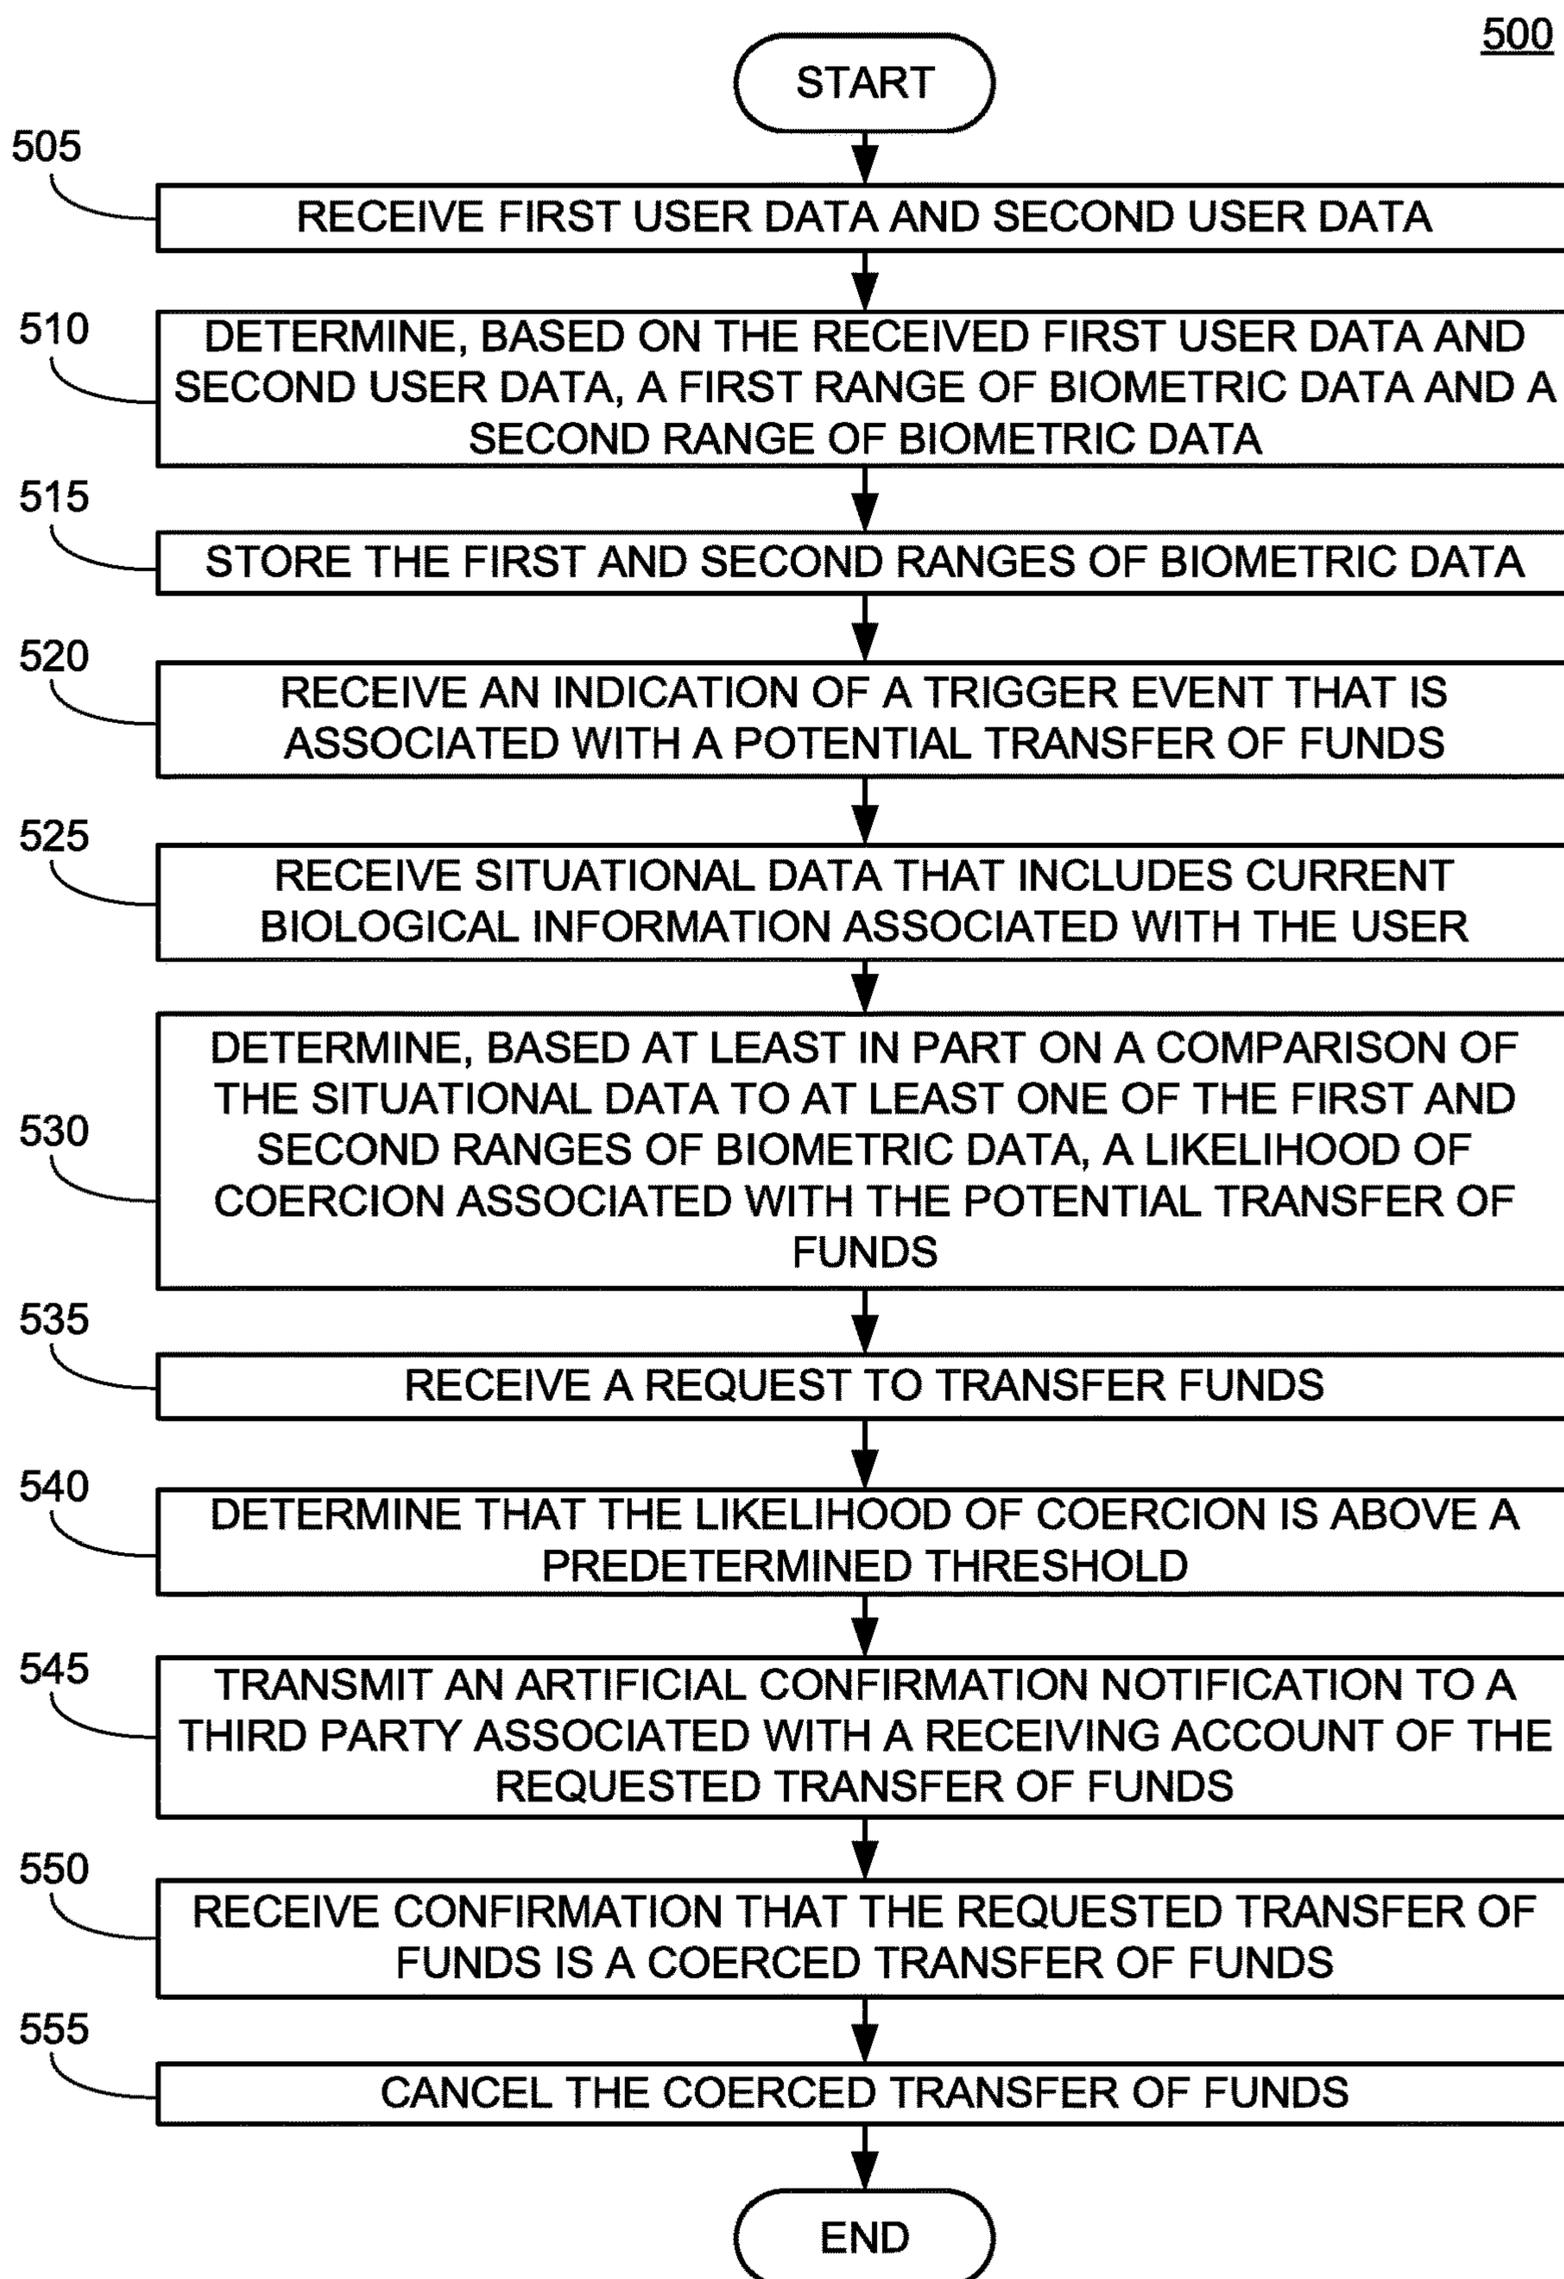 500
START
505
RECEIVE FIRST USER DATA AND SECOND USER DATA
510
DETERMINE, BASED ON THE RECEIVED FIRST USER DATA AND
SECOND USER DATA, A FIRST RANGE OF BIOMETRIC DATA AND A
SECOND RANGE OF BIOMETRIC DATA
515
STORE THE FIRST AND SECOND RANGES OF BIOMETRIC DATA
520
RECEIVE AN INDICATION OF A TRIGGER EVENT THAT IS
ASSOCIATED WITH A POTENTIAL TRANSFER OF FUNDS
525
RECEIVE SITUATIONAL DATA THAT INCLUDES CURRENT
BIOLOGICAL INFORMATION ASSOCIATED WITH THE USER
530
DETERMINE, BASED AT LEAST IN PART ON A COMPARISON OF
THE SITUATIONAL DATA TO AT LEAST ONE OF THE FIRST AND
SECOND RANGES OF BIOMETRIC DATA, A LIKELIHOOD OF
COERCION ASSOCIATED WITH THE POTENTIAL TRANSFER OF
FUNDS
535
RECEIVE A REQUEST TO TRANSFER FUNDS
540
DETERMINE THAT THE LIKELIHOOD OF COERCION IS ABOVE A
PREDETERMINED THRESHOLD
545
TRANSMIT AN ARTIFICIAL CONFIRMATION NOTIFICATION TO A
THIRD PARTY ASSOCIATED WITH A RECEIVING ACCOUNT OF THE
REQUESTED TRANSFER OF FUNDS
550
RECEIVE CONFIRMATION THAT THE REQUESTED TRANSFER OF
FUNDS IS A COERCED TRANSFER OF FUNDS
555
CANCEL THE COERCED TRANSFER OF FUNDS
END